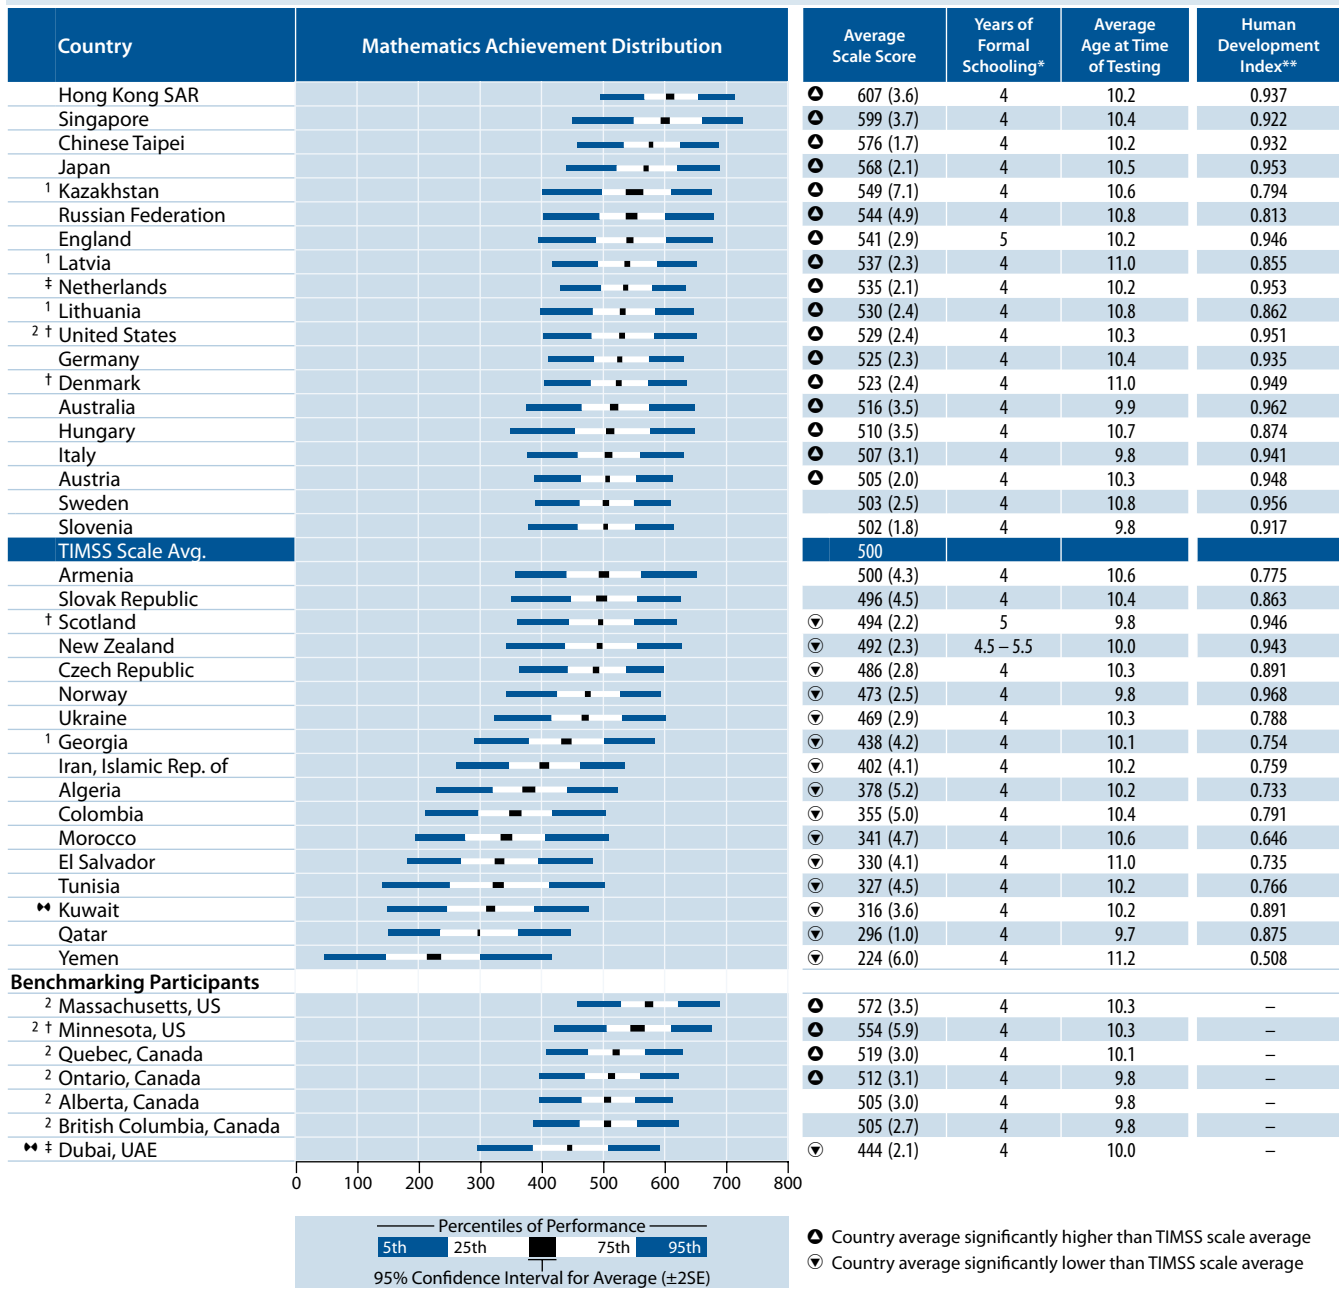 Country Mathematics Achievement Distribution Average Scale Score Years of Formal Schooling* Average Age at Time of Testing Human Development Index**
Hong Kong SAR 607 (3.6) 4 10.2 0.937
Singapore 599 (3.7) 4 10.4 0.922
Chinese Taipei 576 (1.7) 4 10.2 0.932
Japan 568 (2.1) 4 10.5 0.953
1 Kazakhstan 549 (7.1) 4 10.6 0.794
Russian Federation 544 (4.9) 4 10.8 0.813
England 541 (2.9) 5 10.2 0.946
1 Latvia 537 (2.3) 4 11.0 0.855
‡ Netherlands 535 (2.1) 4 10.2 0.953
1 Lithuania 530 (2.4) 4 10.8 0.862
2 † United States 529 (2.4) 4 10.3 0.951
Germany 525 (2.3) 4 10.4 0.935
† Denmark 523 (2.4) 4 11.0 0.949
Australia 516 (3.5) 4 9.9 0.962
Hungary 510 (3.5) 4 10.7 0.874
Italy 507 (3.1) 4 9.8 0.941
Austria 505 (2.0) 4 10.3 0.948
Sweden 503 (2.5) 4 10.8 0.956
Slovenia 502 (1.8) 4 9.8 0.917
TIMSS Scale Avg. 500
Armenia 500 (4.3) 4 10.6 0.775
Slovak Republic 496 (4.5) 4 10.4 0.863
† Scotland 494 (2.2) 5 9.8 0.946
New Zealand 492 (2.3) 4.5 – 5.5 10.0 0.943
Czech Republic 486 (2.8) 4 10.3 0.891
Norway 473 (2.5) 4 9.8 0.968
Ukraine 469 (2.9) 4 10.3 0.788
1 Georgia 438 (4.2) 4 10.1 0.754
Iran, Islamic Rep. of 402 (4.1) 4 10.2 0.759
Algeria 378 (5.2) 4 10.2 0.733
Colombia 355 (5.0) 4 10.4 0.791
Morocco 341 (4.7) 4 10.6 0.646
El Salvador 330 (4.1) 4 11.0 0.735
Tunisia 327 (4.5) 4 10.2 0.766
Kuwait 316 (3.6) 4 10.2 0.891
Qatar 296 (1.0) 4 9.7 0.875
Yemen 224 (6.0) 4 11.2 0.508
Benchmarking Participants
2 Massachusetts, US 572 (3.5) 4 10.3 –
2 † Minnesota, US 554 (5.9) 4 10.3 –
2 Quebec, Canada 519 (3.0) 4 10.1 –
2 Ontario, Canada 512 (3.1) 4 9.8 –
2 Alberta, Canada 505 (3.0) 4 9.8 –
2 British Columbia, Canada 505 (2.7) 4 9.8 –
‡ Dubai, UAE 444 (2.1) 4 10.0 –
0 100 200 300 400 500 600 700 800
Percentiles of Performance
5th 25th 75th 95th
95% Confidence Interval for Average (±2SE)
Country average significantly higher than TIMSS scale average
Country average significantly lower than TIMSS scale average